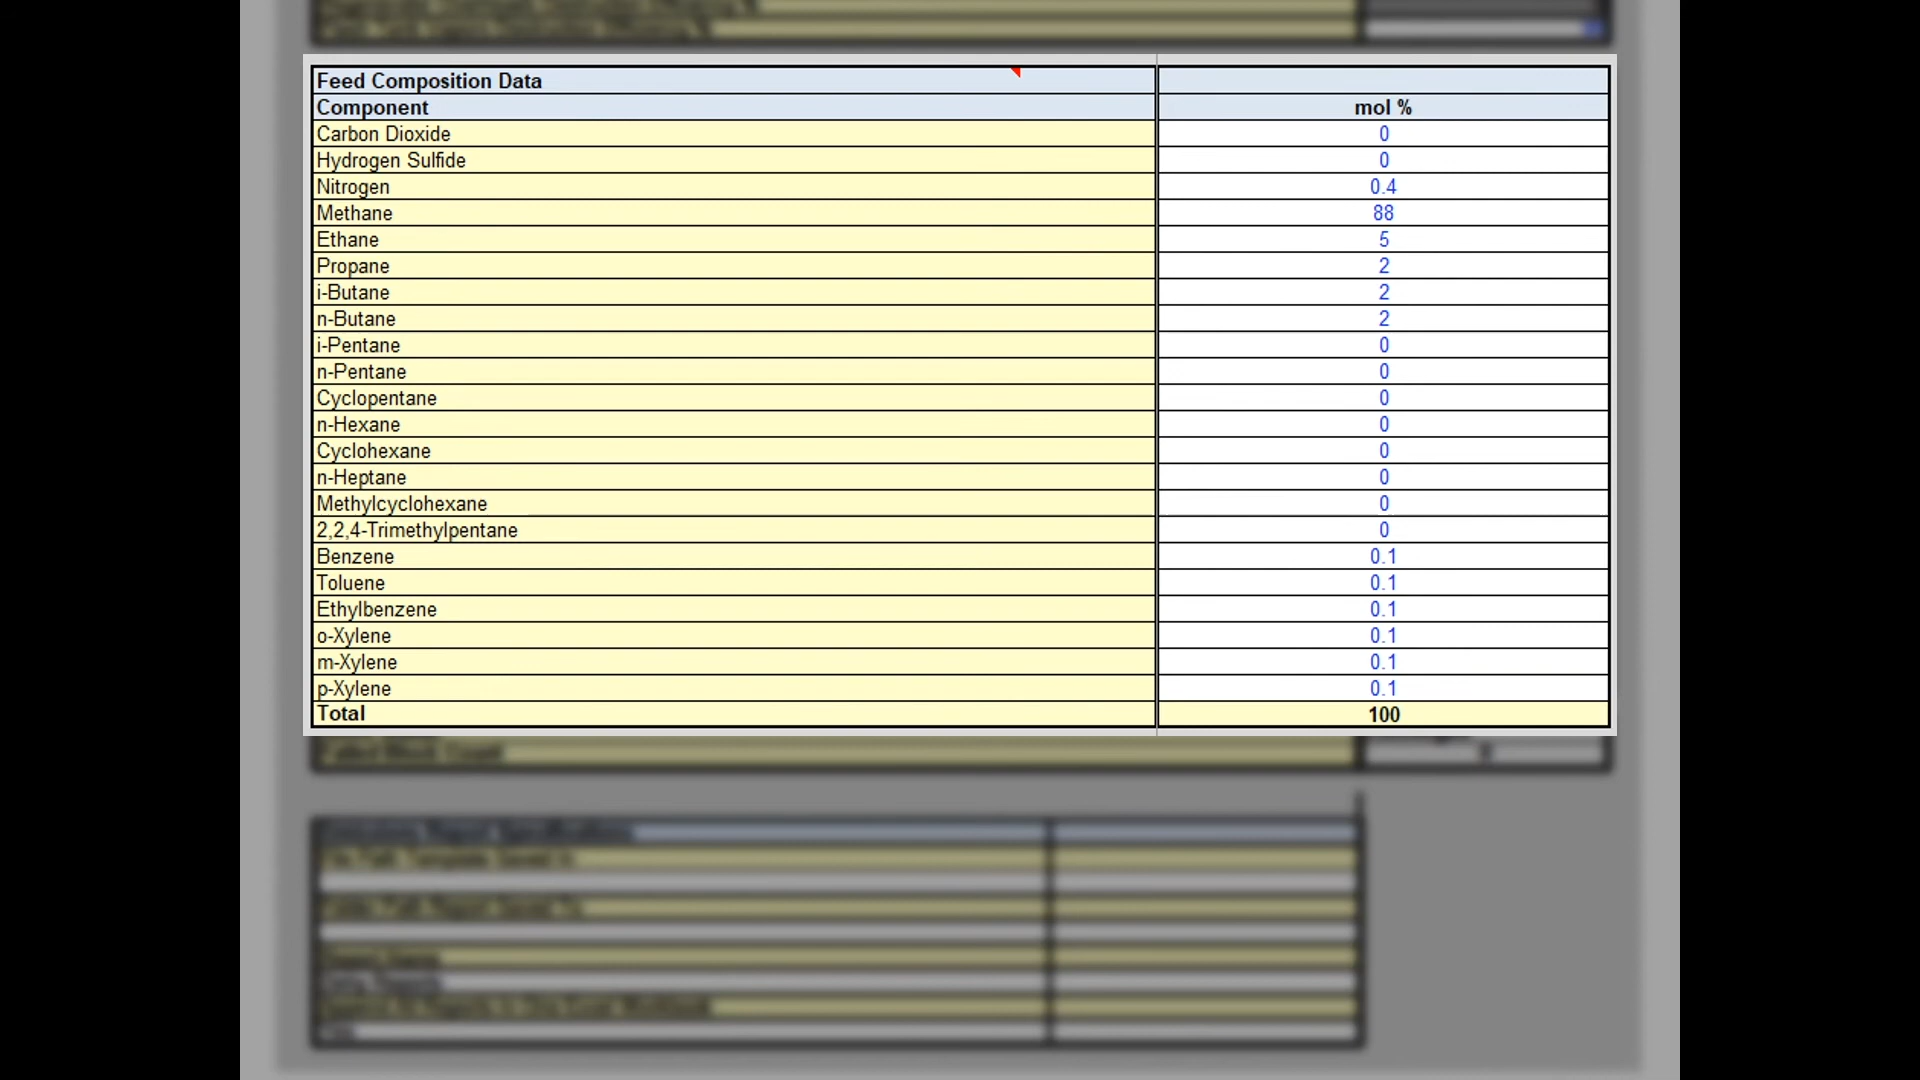 Feed Composition Data
Component mol %
Carbon Dioxide 0
Hydrogen Sulfide 0
Nitrogen 0.4
Methane 88
Ethane 5
Propane 2
i-Butane 2
n-Butane 2
i-Pentane 0
n-Pentane 0
Cyclopentane 0
n-Hexane 0
Cyclohexane 0
n-Heptane 0
Methylcyclohexane 0
2,2,4-Trimethylpentane 0
Benzene 0.1
Toluene 0.1
Ethylbenzene 0.1
o-Xylene 0.1
m-Xylene 0.1
p-Xylene 0.1
Total 100